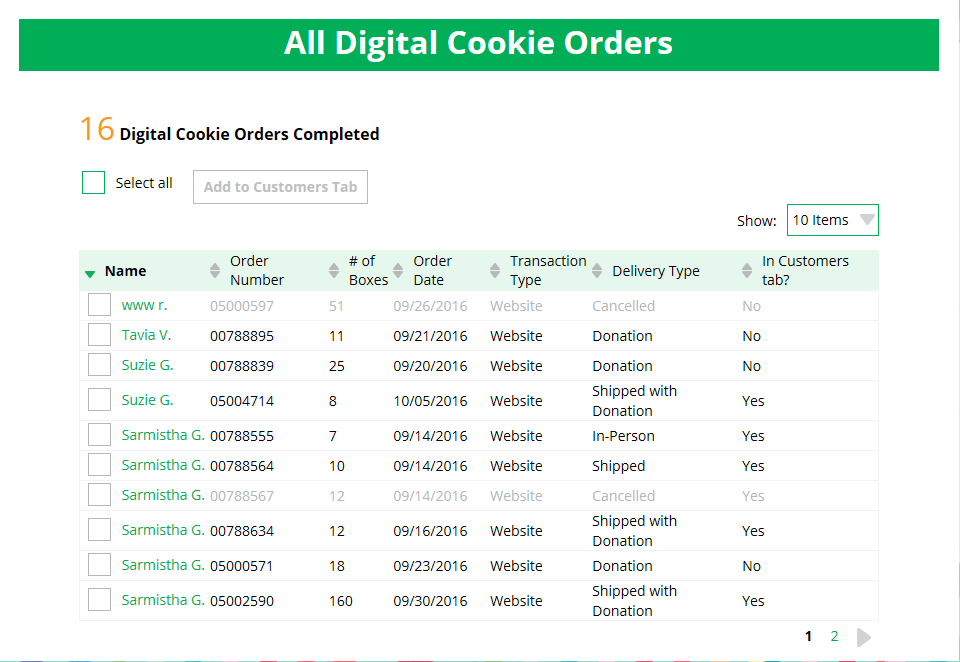 All Digital Cookie Orders
16 Digital Cookie Orders Completed
Select all Add to Customers Tab
Show: 10 Items
Name Order Number # of Boxes Order Date Transaction Type Delivery Type In Customers tab?
www r. 05000597 51 09/26/2016 Website Cancelled No
Tavia V. 00788895 11 09/21/2016 Website Donation No
Suzie G. 00788839 25 09/20/2016 Website Donation No
Suzie G. 05004714 8 10/05/2016 Website Shipped with Donation Yes
Sarmistha G. 00788555 7 09/14/2016 Website In-Person Yes
Sarmistha G. 00788564 10 09/14/2016 Website Shipped Yes
Sarmistha G. 00788567 12 09/14/2016 Website Cancelled Yes
Sarmistha G. 00788634 12 09/16/2016 Website Shipped with Donation Yes
Sarmistha G. 05000571 18 09/23/2016 Website Donation No
Sarmistha G. 05002590 160 09/30/2016 Website Shipped with Donation Yes
1 2